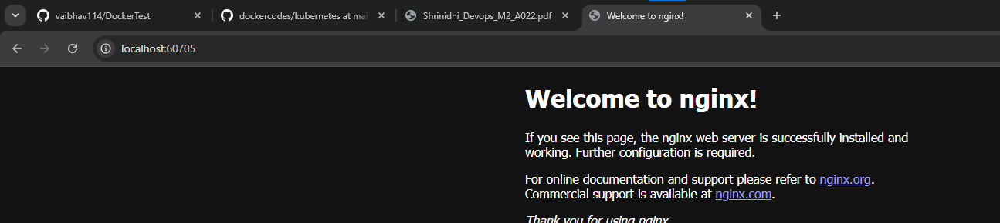 vaibhav114/DockerTest
dockercodes/kubernetes at mai
Shrinidhi_Devops_M2_A022.pdf
Welcome to nginx!
localhost:60705
Welcome to nginx!
If you see this page, the nginx web server is successfully installed and
working. Further configuration is required.
For online documentation and support please refer to nginx.org.
Commercial support is available at nginx.com.
Thank you for using nginx.